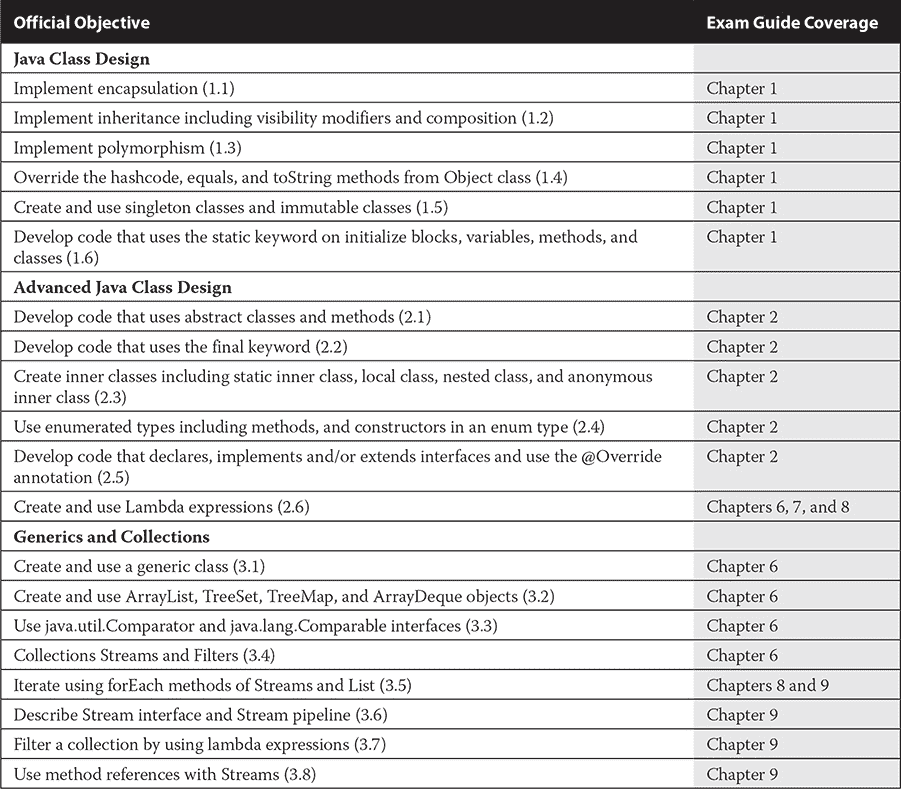 Official Objective Exam Guide Coverage
Java Class Design
Implement encapsulation (1.1) Chapter 1
Implement inheritance including visibility modifiers and composition (1.2) Chapter 1
Implement polymorphism (1.3) Chapter 1
Override the hashcode, equals, and toString methods from Object class (1.4) Chapter 1
Create and use singleton classes and immutable classes (1.5) Chapter 1
Develop code that uses the static keyword on initialize blocks, variables, methods, and Chapter 1
classes (1.6)
Advanced Java Class Design
Develop code that uses abstract classes and methods (2.1) Chapter 2
Develop code that uses the final keyword (2.2) Chapter 2
Create inner classes including static inner class, local class, nested class, and anonymous Chapter 2
inner class (2.3)
Use enumerated types including methods, and constructors in an enum type (2.4) Chapter 2
Develop code that declares, implements and/or extends interfaces and use the @Override Chapter 2
annotation (2.5)
Create and use Lambda expressions (2.6) Chapters 6, 7, and 8
Generics and Collections
Create and use a generic class (3.1) Chapter 6
Create and use ArrayList, TreeSet, TreeMap, and ArrayDeque objects (3.2) Chapter 6
Use java.util.Comparator and java.lang.Comparable interfaces (3.3) Chapter 6
Collections Streams and Filters (3.4) Chapter 6
Iterate using forEach methods of Streams and List (3.5) Chapters 8 and 9
Describe Stream interface and Stream pipeline (3.6) Chapter 9
Filter a collection by using lambda expressions (3.7) Chapter 9
Use method references with Streams (3.8) Chapter 9